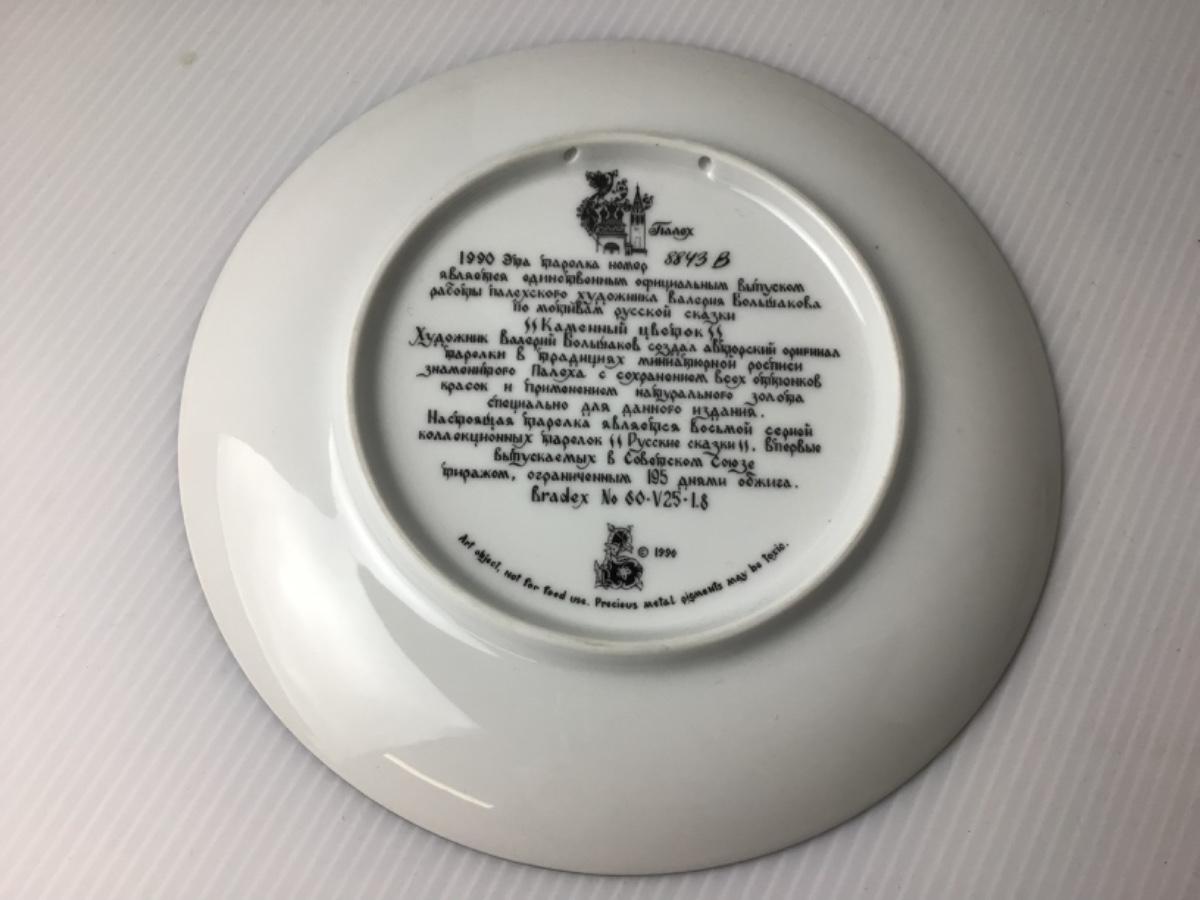 Палех
1990 Эта тарелка номер 8843 В
является единственным официальным выпуском
работы палехского художника Валерия Большакова
по мотивам русской сказки
"Каменный цветок"
Художник Валерий Большаков создал авторский оригинал
тарелки в традициях миниатюрной росписи
знаменитого Палеха с сохранением всех оттенков
красок и применением натурального золота
специально для данного издания.
Настоящая тарелка является восьмой серией
коллекционных тарелок "Русские сказки". Впервые
выпускаемых в Советском Союзе
тиражом, ограниченным 195 днями обжига.
Bradex № 60-V25-1.8
© 1990
Art object, not for food use. Precious metal pigments may be toxic.